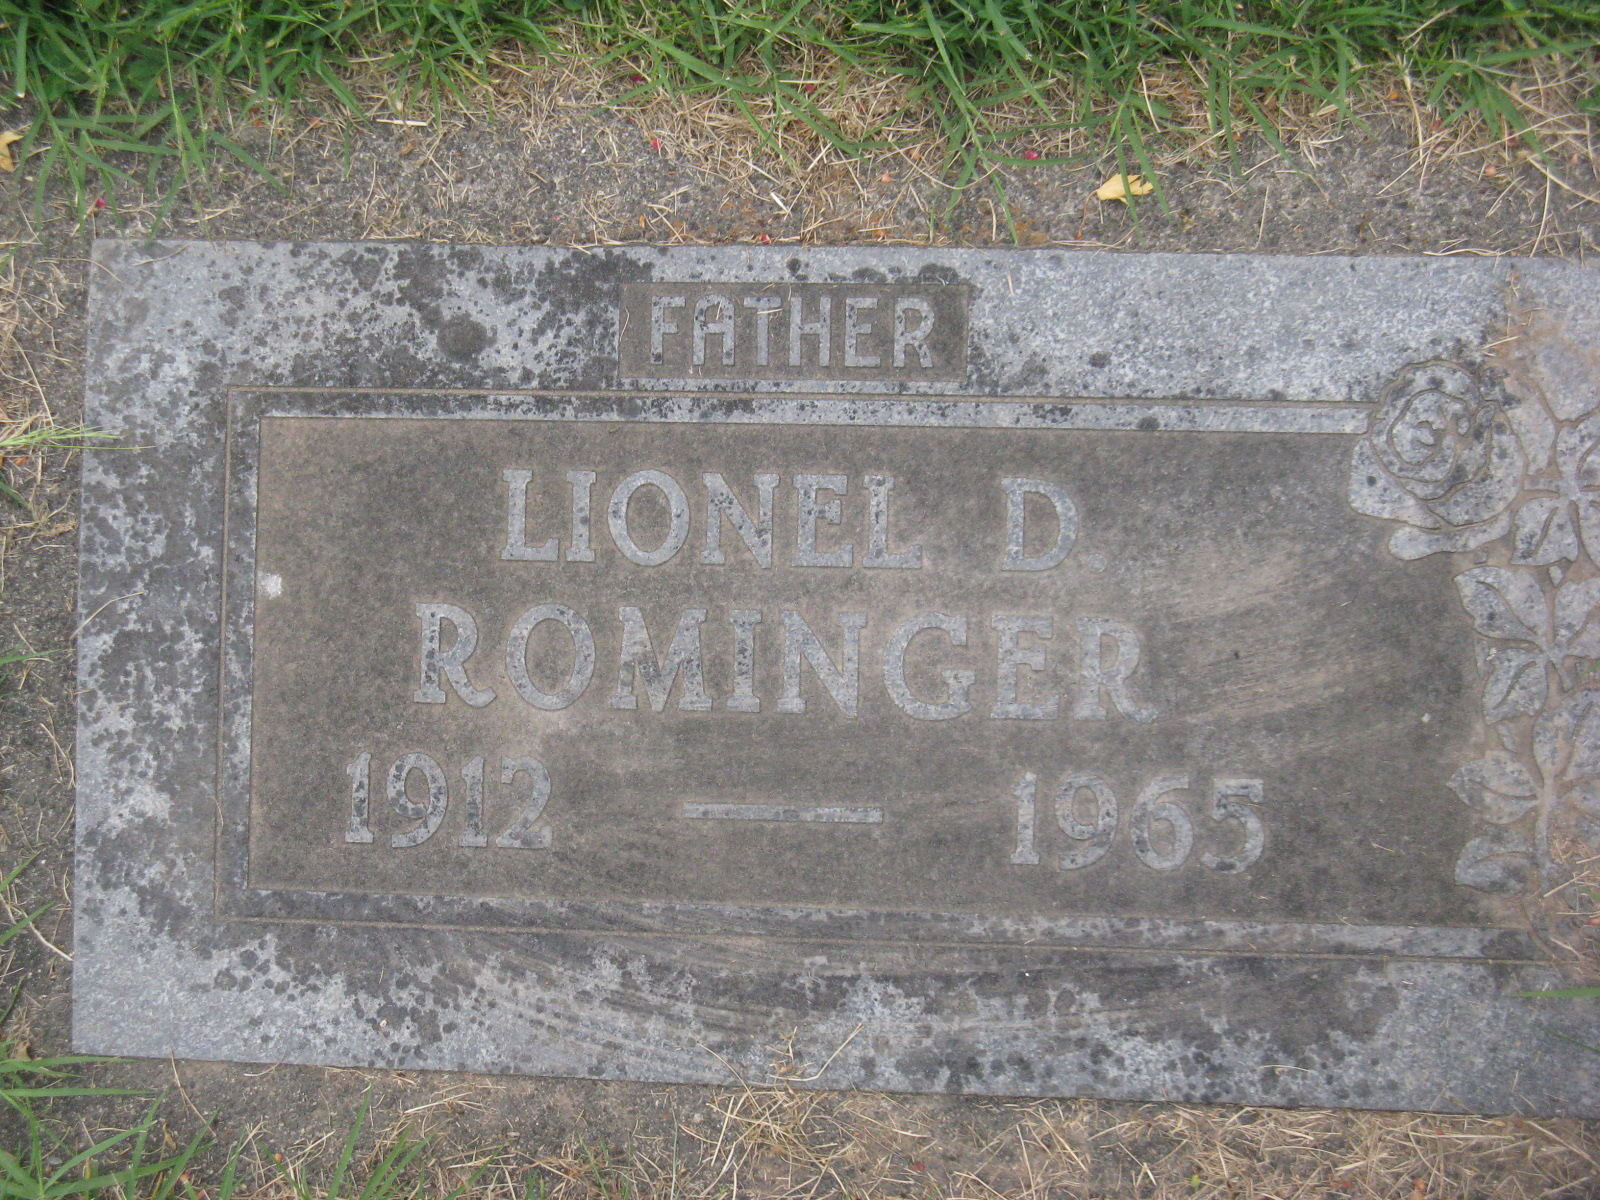 FATHER
LIONEL D.
ROMINGER
1912 — 1965